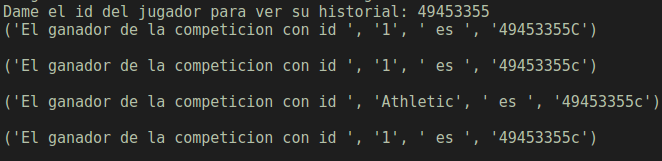 Dame el id del jugador para ver su historial: 49453355
('El ganador de la competicion con id ', '1', ' es ', '49453355C')
('El ganador de la competicion con id ', '1', ' es ', '49453355c')
('El ganador de la competicion con id ', 'Athletic', ' es ', '49453355c')
('El ganador de la competicion con id ', '1', ' es ', '49453355c')